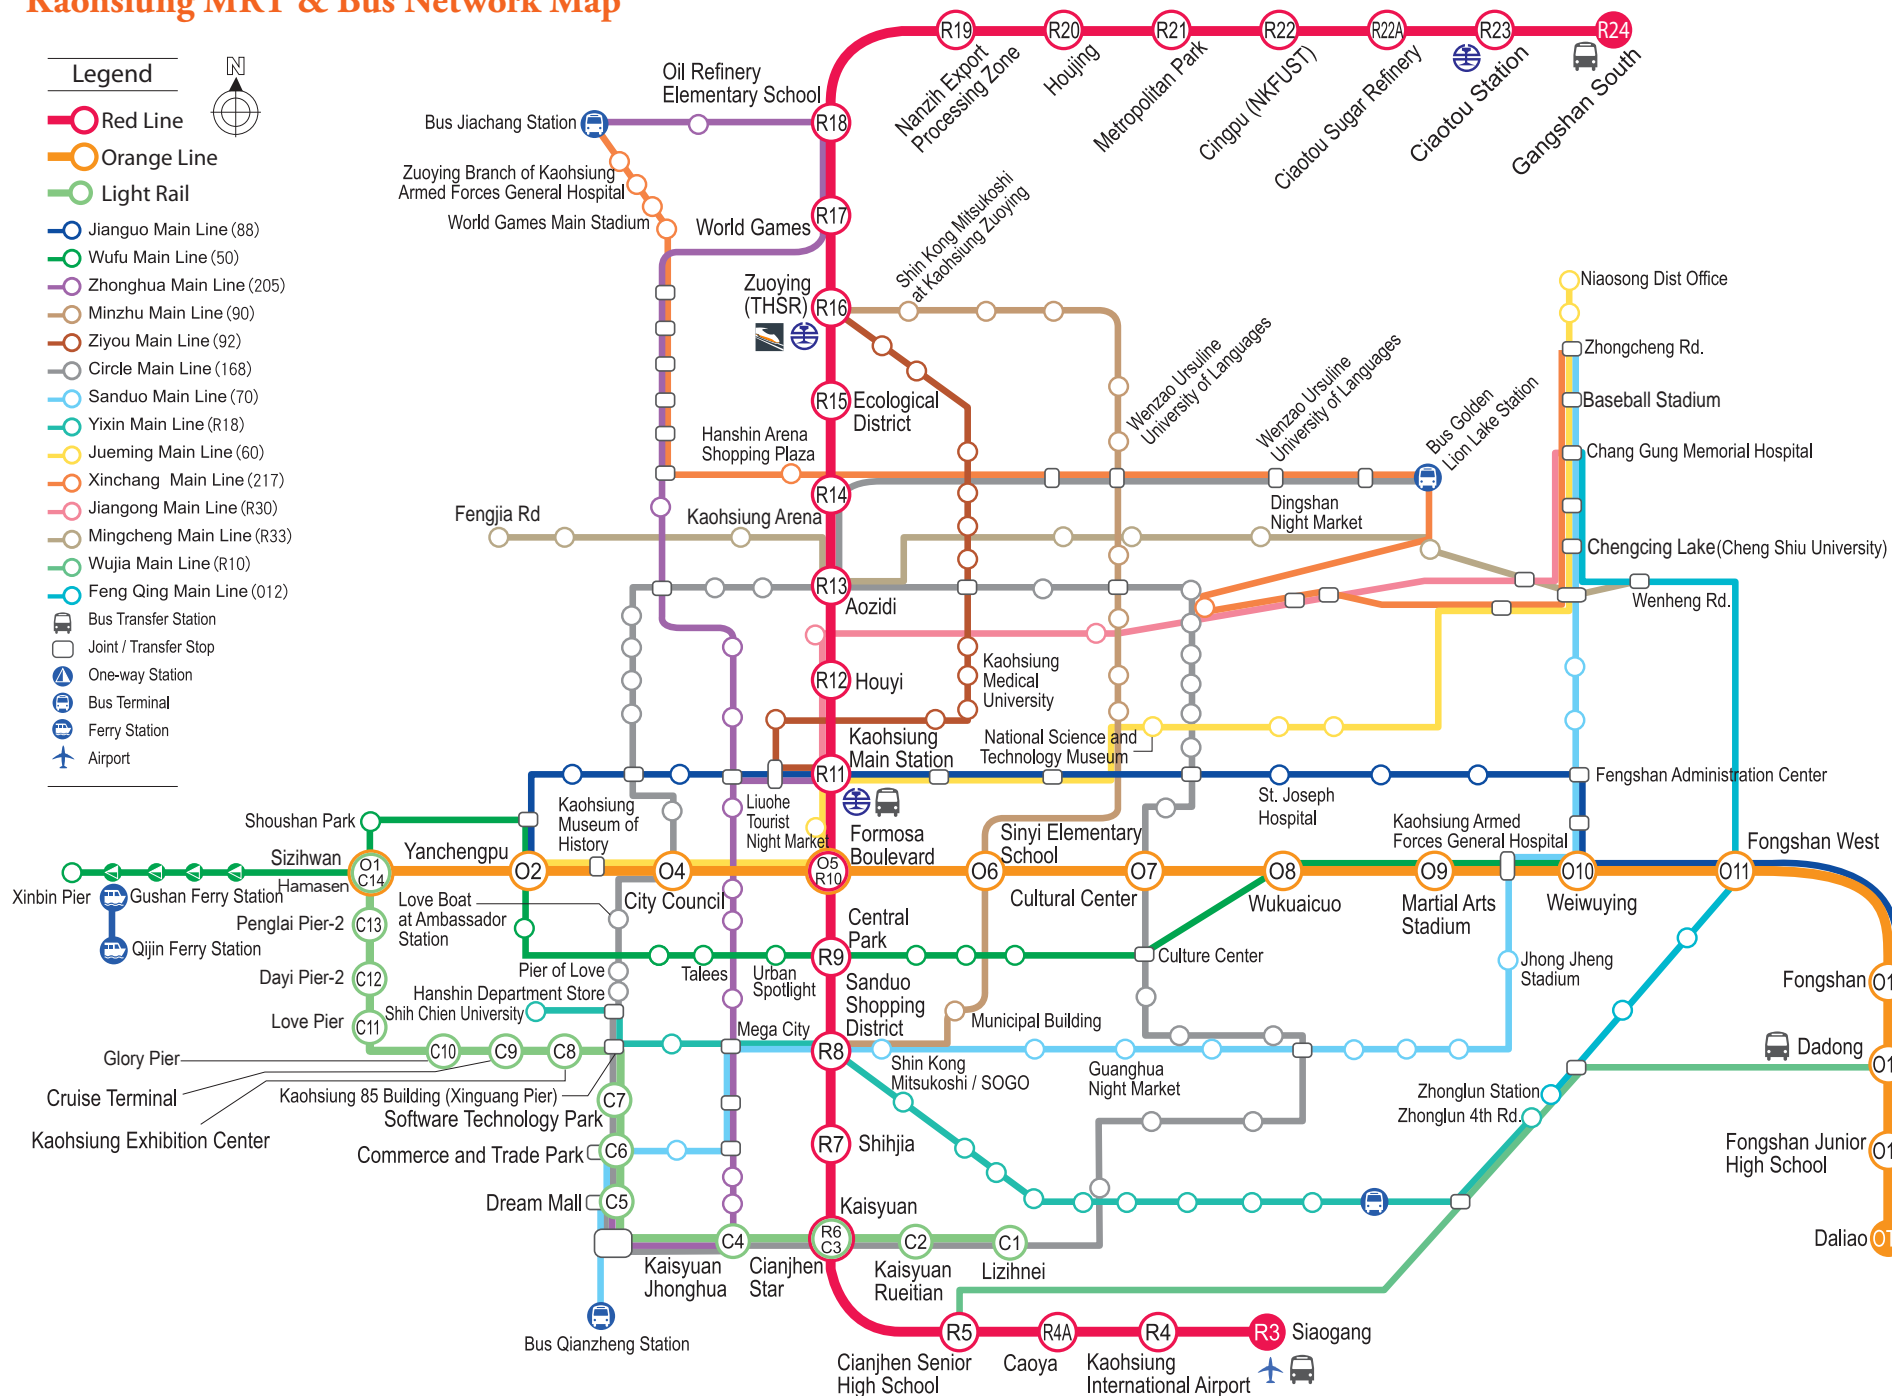 Kaohsiung MRT & Bus Network Map
Legend
N
Red Line
Orange Line
Light Rail
Jianguo Main Line (88)
Wufu Main Line (50)
Zhonghua Main Line (205)
Minzhu Main Line (90)
Ziyou Main Line (92)
Circle Main Line (168)
Sanduo Main Line (70)
Yixin Main Line (R18)
Jueming Main Line (60)
Xinchang Main Line (217)
Jiangong Main Line (R30)
Mingcheng Main Line (R33)
Wujia Main Line (R10)
Feng Qing Main Line (012)
Bus Transfer Station
Joint / Transfer Stop
One-way Station
Bus Terminal
Ferry Station
Airport
R19
R20
R21
R22
R22A
R23
R24
Nanzih Export
Processing Zone
Houjing
Metropolitan Park
Cingpu (NKFUST)
Ciaotou Sugar Refinery
Ciaotou Station
Gangshan South
Oil Refinery
Elementary School
R18
Bus Jiachang Station
Zuoying Branch of Kaohsiung
Armed Forces General Hospital
World Games Main Stadium
World Games
R17
Zuoying
(THSR)
R16
Shin Kong Mitsukoshi
at Kaohsiung Zuoying
R15
Ecological
District
Hanshin Arena
Shopping Plaza
Wenzao Ursuline
University of Languages
Wenzao Ursuline
University of Languages
Bus Golden
Lion Lake Station
Niaosong Dist Office
Zhongcheng Rd.
Baseball Stadium
Chang Gung Memorial Hospital
Chengcing Lake(Cheng Shiu University)
Wenheng Rd.
R14
Kaohsiung Arena
Fengjia Rd
Dingshan
Night Market
R13
Aozidi
R12
Houyi
Kaohsiung
Medical
University
National Science and
Technology Museum
Kaohsiung
Main Station
R11
Fengshan Administration Center
St. Joseph
Hospital
Kaohsiung Armed
Forces General Hospital
Liuohe
Tourist
Night Market
Kaohsiung
Museum of
History
Shoushan Park
Sizihwan
Hamasen
O1
C14
Yanchengpu
O2
O4
City Council
O5
R10
Formosa
Boulevard
O6
Sinyi Elementary
School
O7
Cultural Center
O8
Wukuaicuo
O9
Martial Arts
Stadium
O10
Weiwuying
O11
Fongshan West
Xinbin Pier
Gushan Ferry Station
Qijin Ferry Station
Penglai Pier-2
C13
Dayi Pier-2
C12
Love Pier
C11
C10
C9
C8
Glory Pier
Cruise Terminal
Kaohsiung Exhibition Center
Love Boat
at Ambassador
Station
Pier of Love
Hanshin Department Store
Shih Chien University
Talees
Urban
Spotlight
Central
Park
R9
Culture Center
Sanduo
Shopping
District
Mega City
R8
Municipal Building
Shin Kong
Mitsukoshi / SOGO
Guanghua
Night Market
Jhong Jheng
Stadium
Fongshan
O1
Dadong
O1
Zhonglun Station
Zhonglun 4th Rd.
Fongshan Junior
High School
O1
Daliao
O1
Kaohsiung 85 Building (Xinguang Pier)
Software Technology Park
C7
Commerce and Trade Park
C6
Dream Mall
C5
R7
Shihjia
Kaisyuan
R6
C3
C4
C2
C1
Kaisyuan
Jhonghua
Cianjhen
Star
Kaisyuan
Rueitian
Lizihnei
Bus Qianzheng Station
R5
R4A
R4
R3
Siaogang
Cianjhen Senior
High School
Caoya
Kaohsiung
International Airport